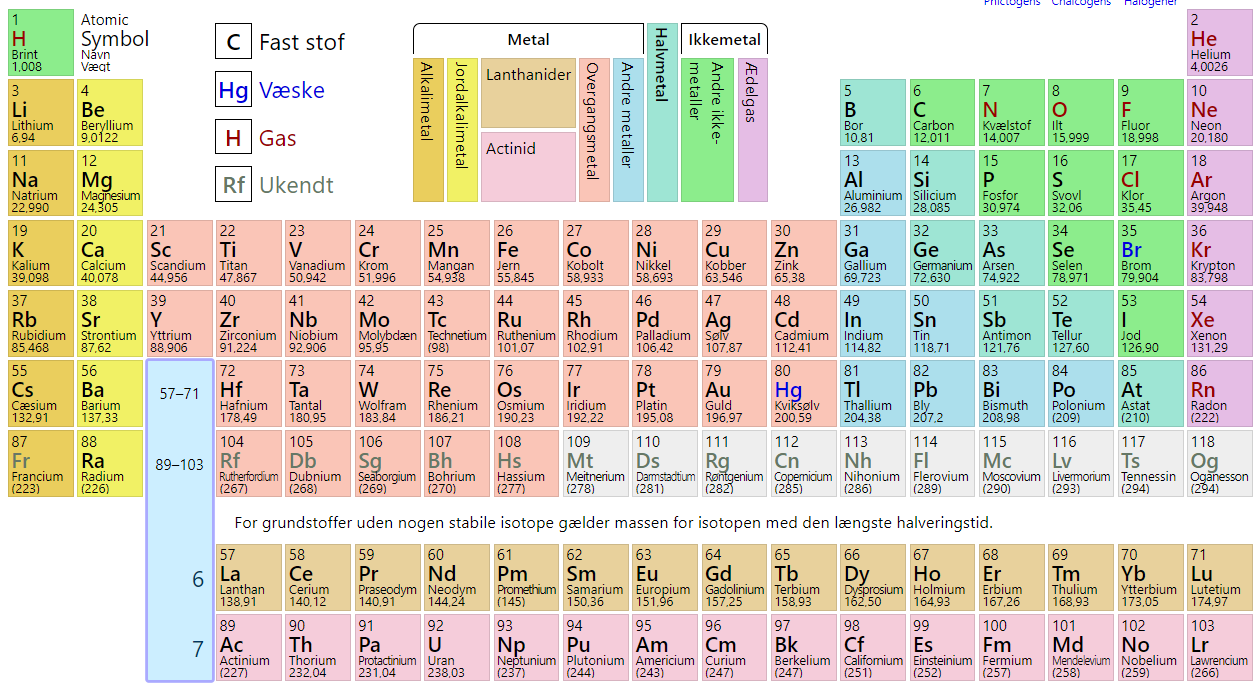 Pnictogens Chalcogens Halogener
1
H
Brint
1,008
Atomic
Symbol
Navn
Vægt
C Fast stof
Hg Væske
H Gas
Rf Ukendt
Metal
Halvmetal
Ikkemetal
Alkalimetal
Jordalkalimetal
Lanthanider
Actinid
Overgangsmetal
Andre metaller
Andre ikke-
metaller
Ædelgas
2
He
Helium
4,0026
3 4 5 6 7 8 9 10
Li Be B C N O F Ne
Lithium Beryllium Bor Carbon Kvælstof Ilt Fluor Neon
6,94 9,0122 10,81 12,011 14,007 15,999 18,998 20,180
11 12 13 14 15 16 17 18
Na Mg Al Si P S Cl Ar
Natrium Magnesium Aluminium Silicium Fosfor Svovl Klor Argon
22,990 24,305 26,982 28,085 30,974 32,06 35,45 39,948
19 20 21 22 23 24 25 26 27 28 29 30 31 32 33 34 35 36
K Ca Sc Ti V Cr Mn Fe Co Ni Cu Zn Ga Ge As Se Br Kr
Kalium Calcium Scandium Titan Vanadium Krom Mangan Jern Kobolt Nikkel Kobber Zink Gallium Germanium Arsen Selen Brom Krypton
39,098 40,078 44,956 47,867 50,942 51,996 54,938 55,845 58,933 58,693 63,546 65,38 69,723 72,630 74,922 78,971 79,904 83,798
37 38 39 40 41 42 43 44 45 46 47 48 49 50 51 52 53 54
Rb Sr Y Zr Nb Mo Tc Ru Rh Pd Ag Cd In Sn Sb Te I Xe
Rubidium Strontium Yttrium Zirconium Niobium Molybdæn Technetium Ruthenium Rhodium Palladium Sølv Cadmium Indium Tin Antimon Tellur Jod Xenon
85,468 87,62 88,906 91,224 92,906 95,95 (98) 101,07 102,91 106,42 107,87 112,41 114,82 118,71 121,76 127,60 126,90 131,29
55 56 57–71 72 73 74 75 76 77 78 79 80 81 82 83 84 85 86
Cs Ba Hf Ta W Re Os Ir Pt Au Hg Tl Pb Bi Po At Rn
Cæsium Barium Hafnium Tantal Wolfram Rhenium Osmium Iridium Platin Guld Kviksølv Thallium Bly Bismuth Polonium Astat Radon
132,91 137,33 178,49 180,95 183,84 186,21 190,23 192,22 195,08 196,97 200,59 204,38 207,2 208,98 (209) (210) (222)
87 88 89–103 104 105 106 107 108 109 110 111 112 113 114 115 116 117 118
Fr Ra Rf Db Sg Bh Hs Mt Ds Rg Cn Nh Fl Mc Lv Ts Og
Francium Radium Rutherfordium Dubnium Seaborgium Bohrium Hassium Meitnerium Darmstadtium Røntgenium Copernicium Nihonium Flerovium Moscovium Livermorium Tennessin Oganesson
(223) (226) (267) (268) (269) (270) (277) (278) (281) (282) (285) (286) (289) (290) (293) (294) (294)
For grundstoffer uden nogen stabile isotope gælder massen for isotopen med den længste halveringstid.
6
57 58 59 60 61 62 63 64 65 66 67 68 69 70 71
La Ce Pr Nd Pm Sm Eu Gd Tb Dy Ho Er Tm Yb Lu
Lanthan Cerium Praseodym Neodym Promethium Samarium Europium Gadolinium Terbium Dysprosium Holmium Erbium Thulium Ytterbium Lutetium
138,91 140,12 140,91 144,24 (145) 150,36 151,96 157,25 158,93 162,50 164,93 167,26 168,93 173,05 174,97
7
89 90 91 92 93 94 95 96 97 98 99 100 101 102 103
Ac Th Pa U Np Pu Am Cm Bk Cf Es Fm Md No Lr
Actinium Thorium Protactinium Uran Neptunium Plutonium Americium Curium Berkelium Californium Einsteinium Fermium Mendelevium Nobelium Lawrencium
(227) 232,04 231,04 238,03 (237) (244) (243) (247) (247) (251) (252) (257) (258) (259) (266)